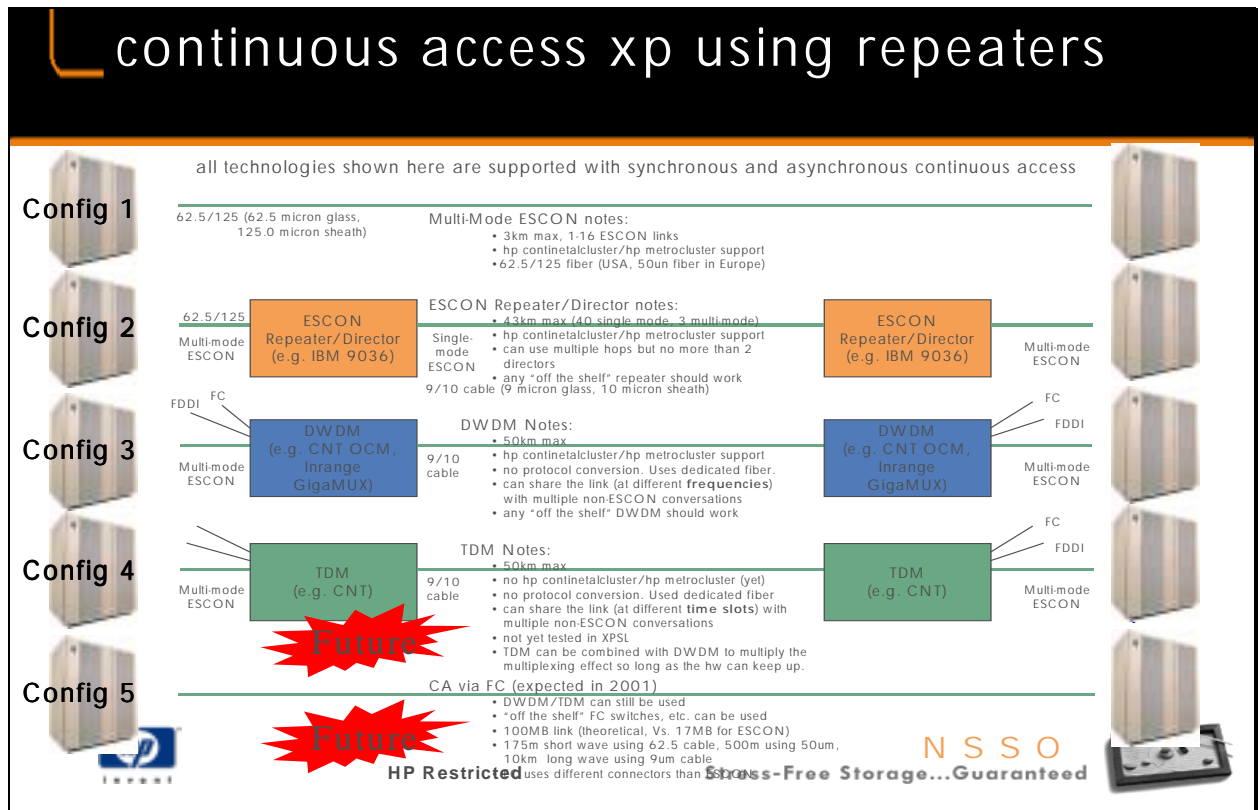 continuous access xp using repeaters
all technologies shown here are supported with synchronous and asynchronous continuous access
Config 1
62.5/125 (62.5 micron glass,
125.0 micron sheath)
Multi-Mode ESCON notes:
• 3km max, 1-16 ESCON links
• hp continetalcluster/hp metrocluster support
•62.5/125 fiber (USA, 50un fiber in Europe)
Config 2
62.5/125
Multi-mode
ESCON
ESCON
Repeater/Director
(e.g. IBM 9036)
Single-
mode
ESCON
9/10 cable (9 micron glass, 10 micron sheath)
ESCON Repeater/Director notes:
• 43km max (40 single mode, 3 multi-mode)
• hp continetalcluster/hp metrocluster support
• can use multiple hops but no more than 2
directors
• any "off the shelf" repeater should work
ESCON
Repeater/Director
(e.g. IBM 9036)
Multi-mode
ESCON
Config 3
FDDI
FC
Multi-mode
ESCON
DWDM
(e.g. CNT OCM,
Inrange
GigaMUX)
9/10
cable
DWDM Notes:
• 50km max
• hp continetalcluster/hp metrocluster support
• no protocol conversion. Uses dedicated fiber.
• can share the link (at different frequencies)
with multiple non-ESCON conversations
• any "off the shelf" DWDM should work
DWDM
(e.g. CNT OCM,
Inrange
GigaMUX)
FC
FDDI
Multi-mode
ESCON
Config 4
Multi-mode
ESCON
TDM
(e.g. CNT)
Future
9/10
cable
TDM Notes:
• 50km max
• no hp continetalcluster/hp metrocluster (yet)
• no protocol conversion. Used dedicated fiber
• can share the link (at different time slots) with
multiple non-ESCON conversations
• not yet tested in XPSL
• TDM can be combined with DWDM to multiply the
multiplexing effect so long as the hw can keep up.
TDM
(e.g. CNT)
FC
FDDI
Multi-mode
ESCON
Config 5
Future
CA via FC (expected in 2001)
• DWDM/TDM can still be used
• "off the shelf" FC switches, etc. can be used
• 100MB link (theoretical, Vs. 17MB for ESCON)
• 175m short wave using 62.5 cable, 500m using 50um,
10km long wave using 9um cable
uses different connectors than ESCON
hp
invent
HP Restricted
NSSO
Stress-Free Storage...Guaranteed